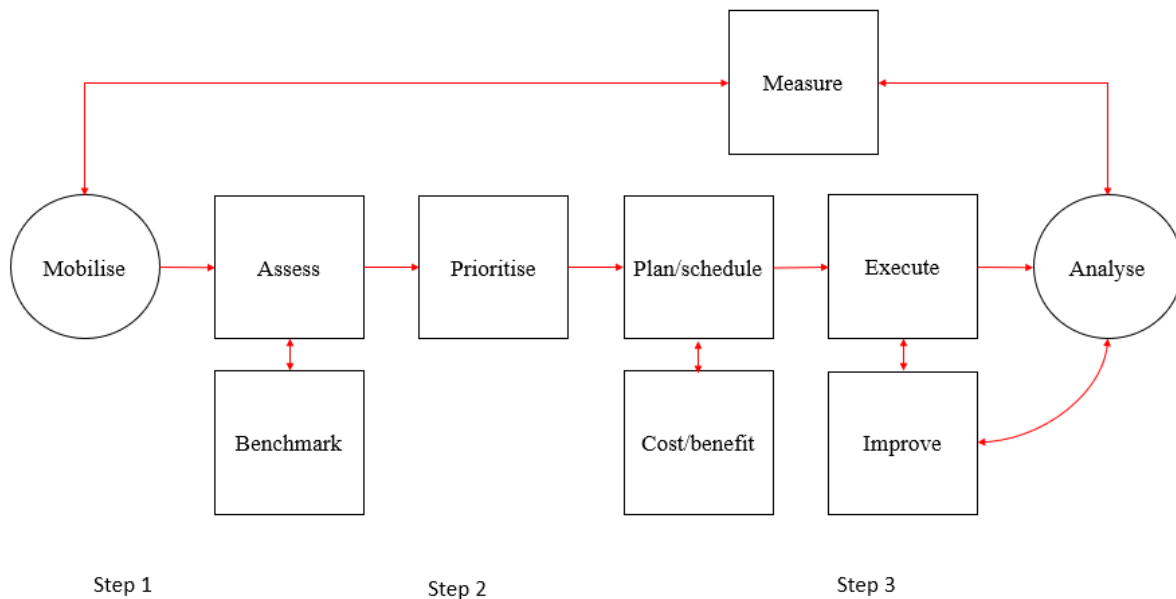 Measure
Mobilise
Assess
Prioritise
Plan/schedule
Execute
Analyse
Benchmark
Cost/benefit
Improve
Step 1
Step 2
Step 3